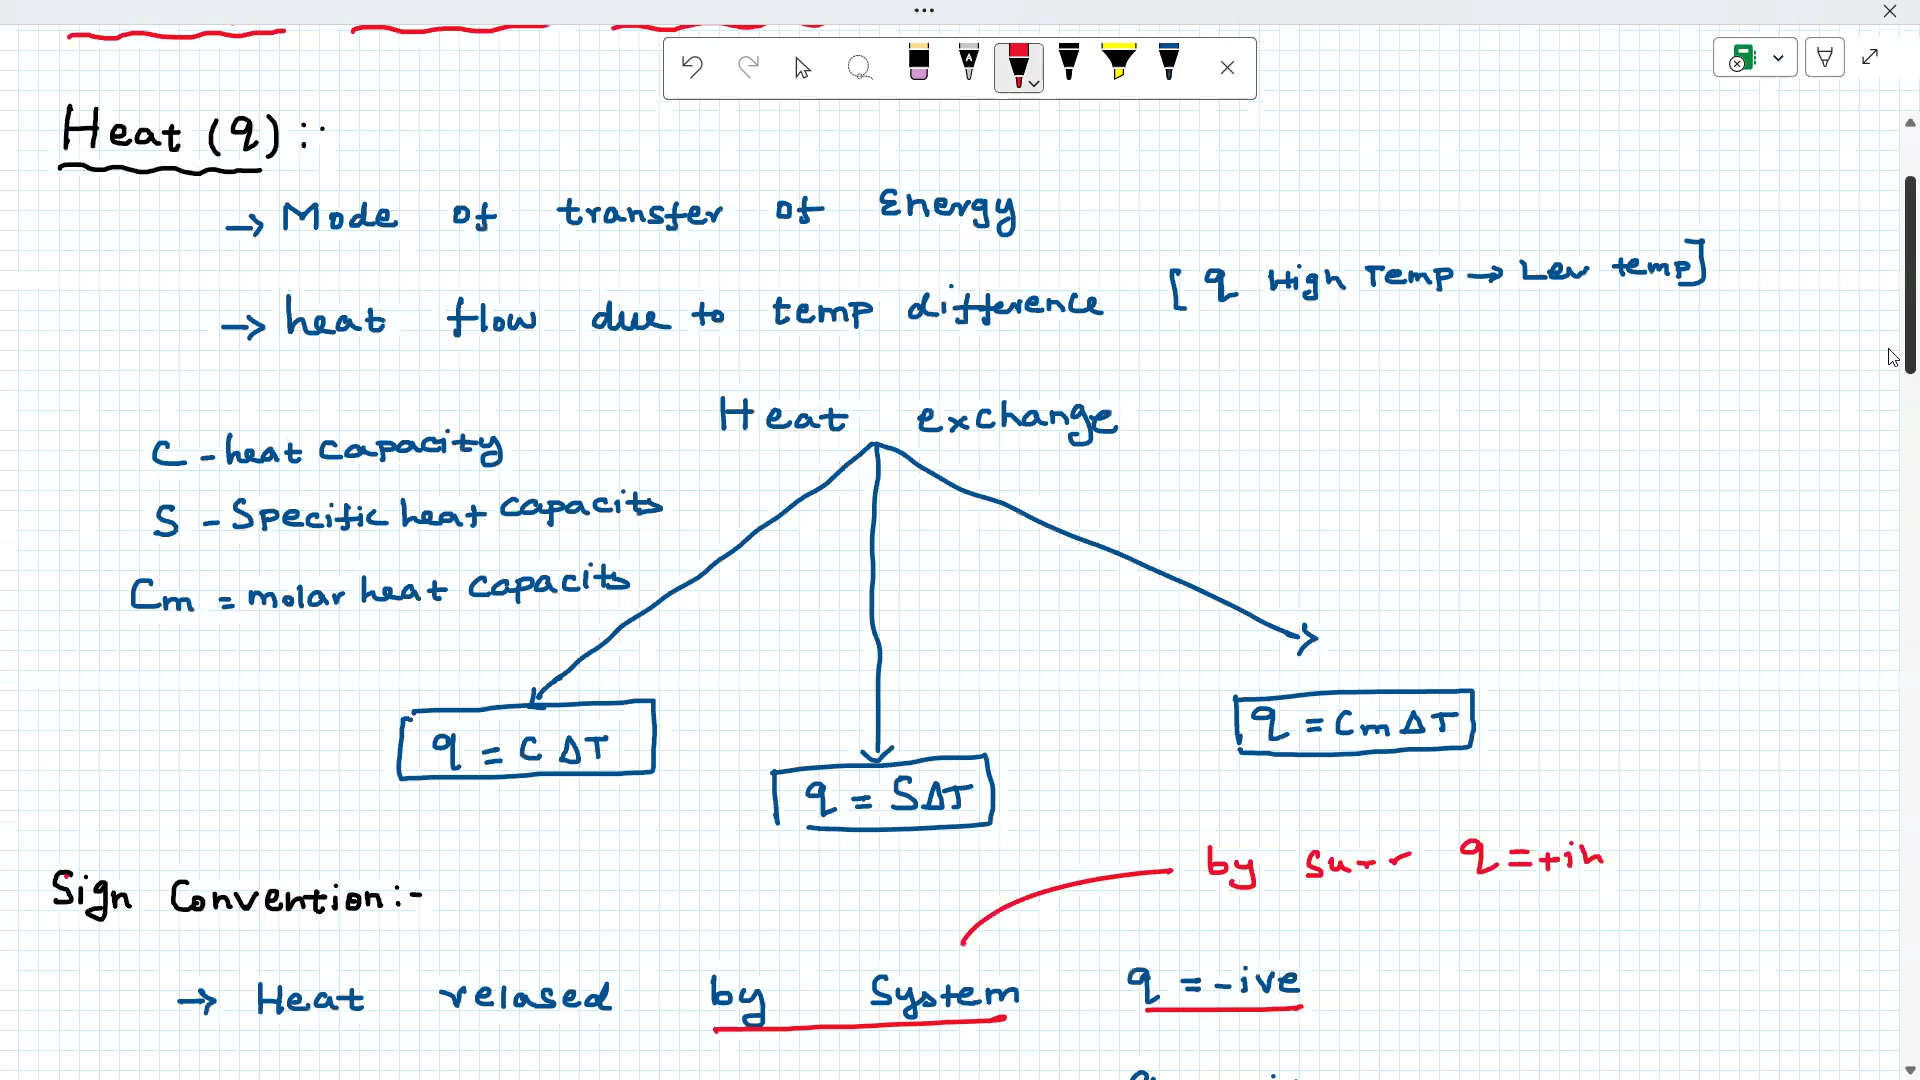 Heat (q) :-
→ Mode of transfer of Energy
→ heat flow due to temp difference [ q High Temp → Low temp]
Heat exchange
C - heat capacity
S - Specific heat capacity
Cm = molar heat capacity
q = C ΔT
q = S ΔT
q = Cm ΔT
Sign Convention :-
by surr q = +in
→ Heat relased by System q = -ive